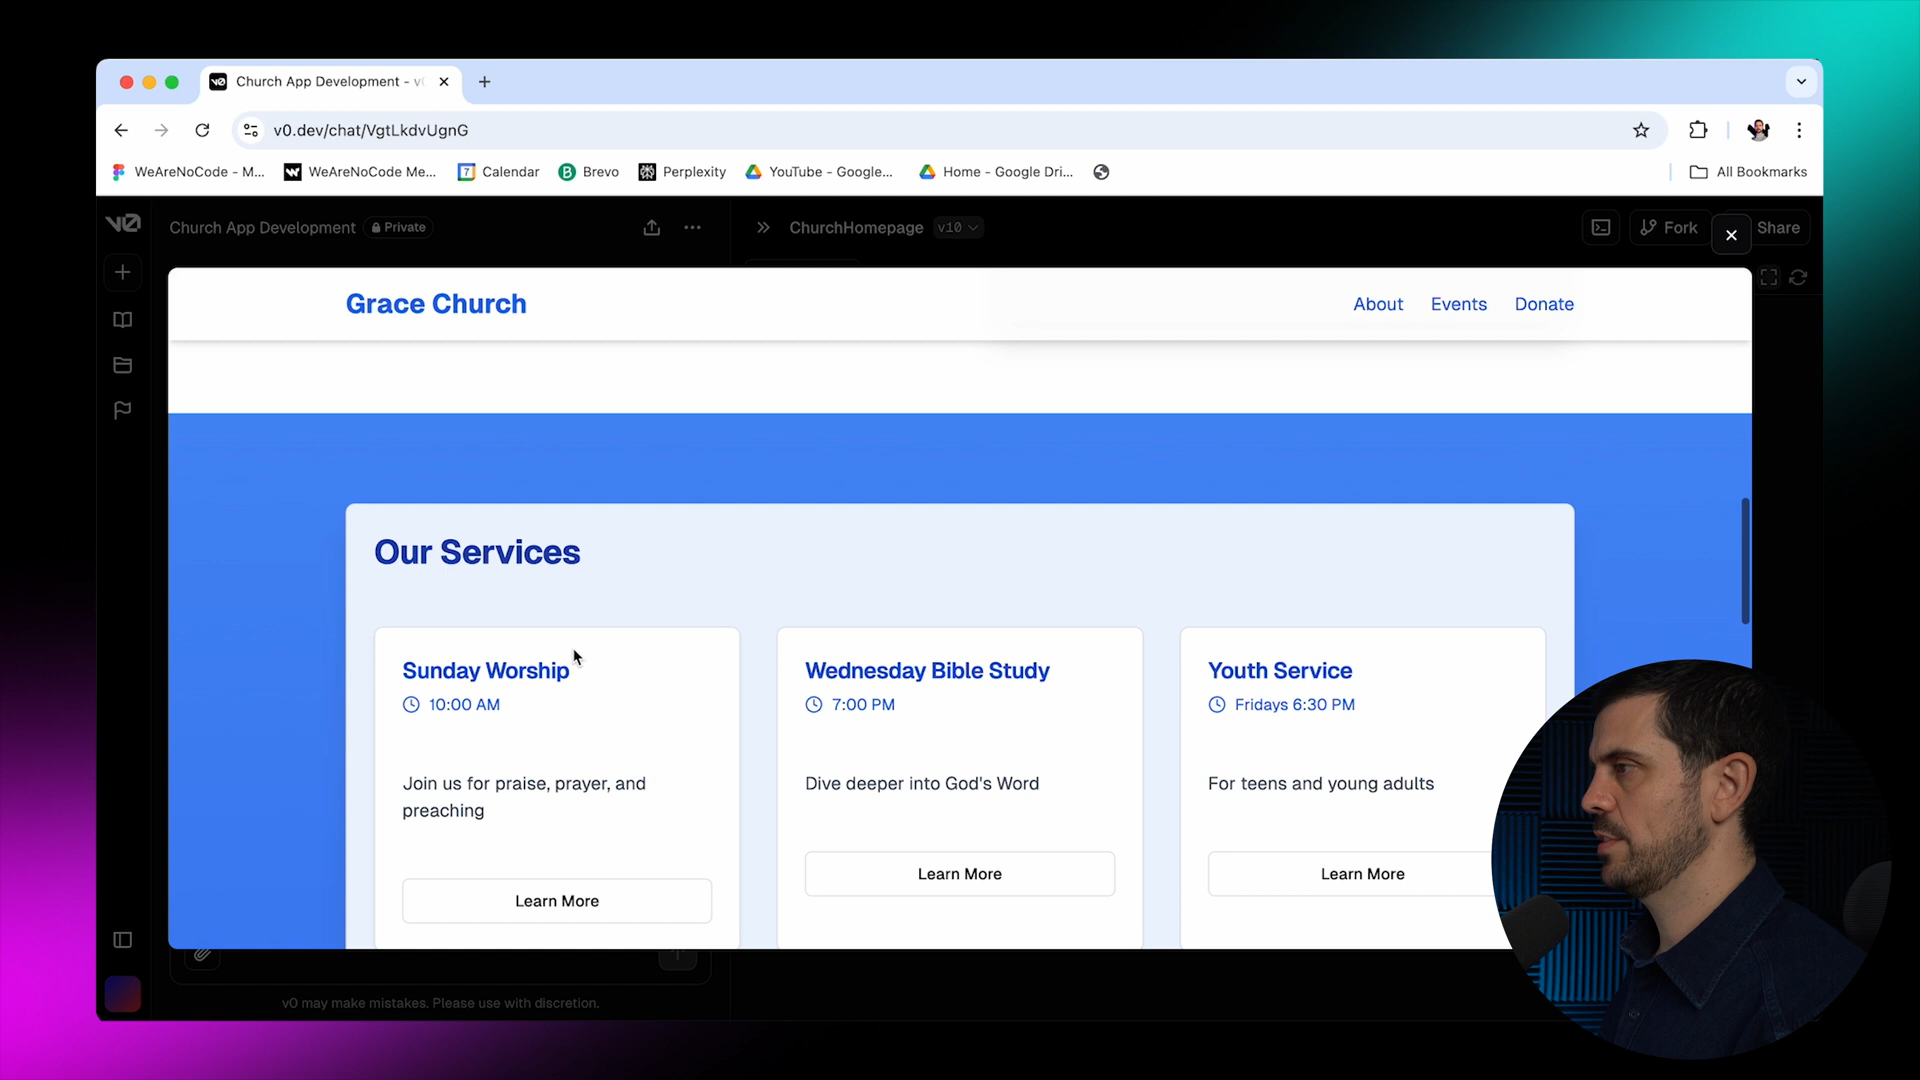 Church App Development - v
v0.dev/chat/VgtLkdvUgnG
WeAreNoCode - M...
WeAreNoCode Me...
Calendar
Brevo
Perplexity
YouTube - Google...
Home - Google Dri...
All Bookmarks
Church App Development
Private
ChurchHomepage
v10
Fork
Share
Grace Church
About
Events
Donate
Our Services
Sunday Worship
10:00 AM
Join us for praise, prayer, and
preaching
Learn More
Wednesday Bible Study
7:00 PM
Dive deeper into God's Word
Learn More
Youth Service
Fridays 6:30 PM
For teens and young adults
Learn More
v0 may make mistakes. Please use with discretion.